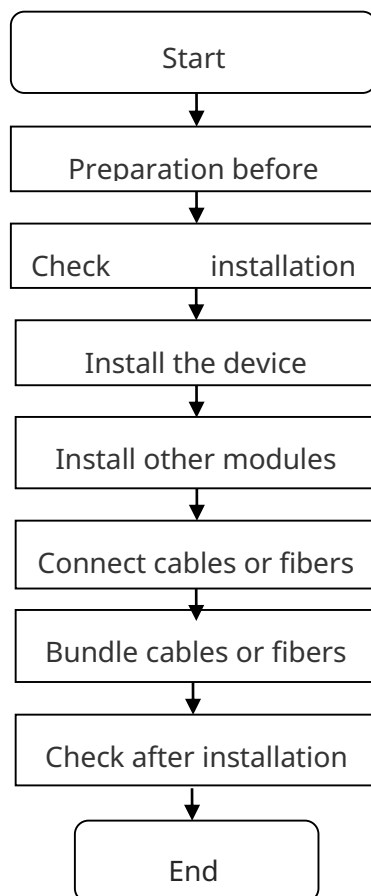 Start
Preparation before
Check installation
Install the device
Install other modules
Connect cables or fibers
Bundle cables or fibers
Check after installation
End